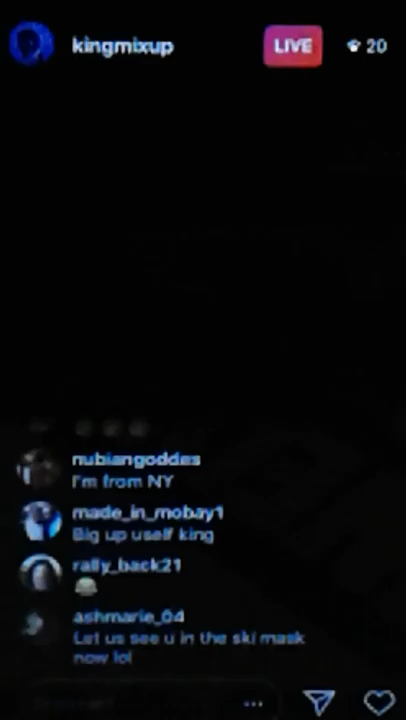 kingmixup
LIVE
20
nubiangoddes
I'm from NY
made_in_mobay1
Big up uself king
rally_back21
ashmarie_04
Let us see u in the ski mask
now lol